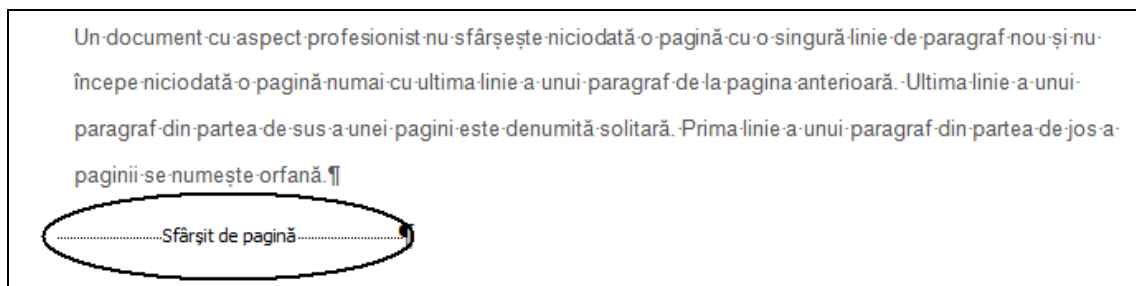 Un·document·cu·aspect·profesionist·nu·sfârșește·niciodată·o·pagină·cu·o·singură·linie·de·paragraf·nou·și·nu·
începe·niciodată·o·pagină·numai·cu·ultima·linie·a·unui·paragraf·de·la·pagina·anterioară.·Ultima·linie·a·unui·
paragraf·din·partea·de·sus·a·unei·pagini·este·denumită·solitară.·Prima·linie·a·unui·paragraf·din·partea·de·jos·a·
paginii·se·numește·orfană.¶
Sfârşit de pagină¶